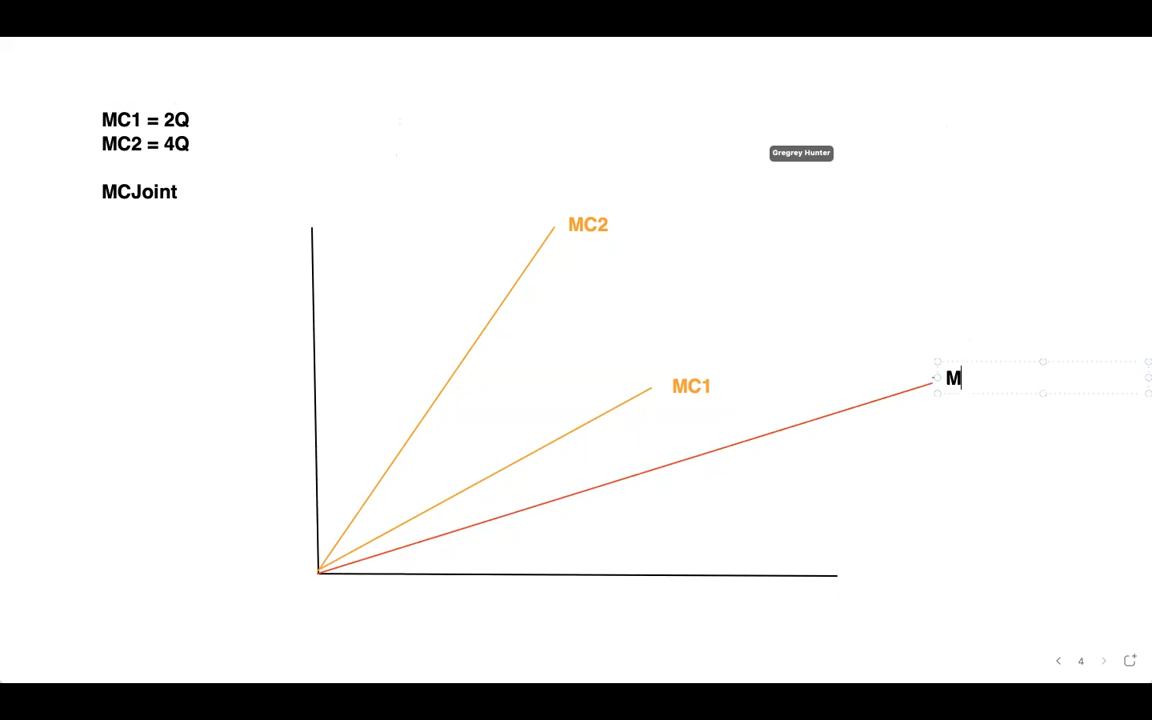 MC1 = 2Q
MC2 = 4Q
Gregrey Hunter
MCJoint
MC2
MC1
M
4